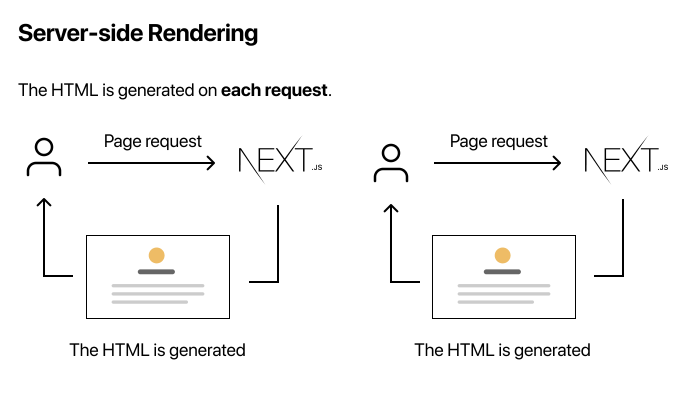 Server-side Rendering
The HTML is generated on each request.
Page request
NEXT.JS
Page request
NEXT.JS
The HTML is generated
The HTML is generated